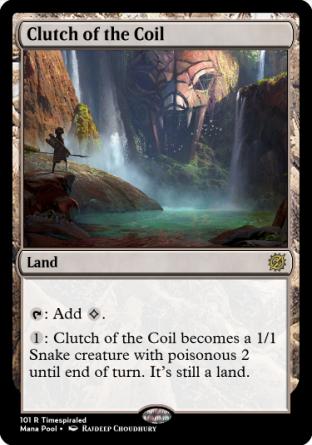 Clutch of the Coil
Land
: Add .
1: Clutch of the Coil becomes a 1/1
Snake creature with poisonous 2
until end of turn. It's still a land.
101 R Timespiraled
Mana Pool • Rajdeep Choudhury